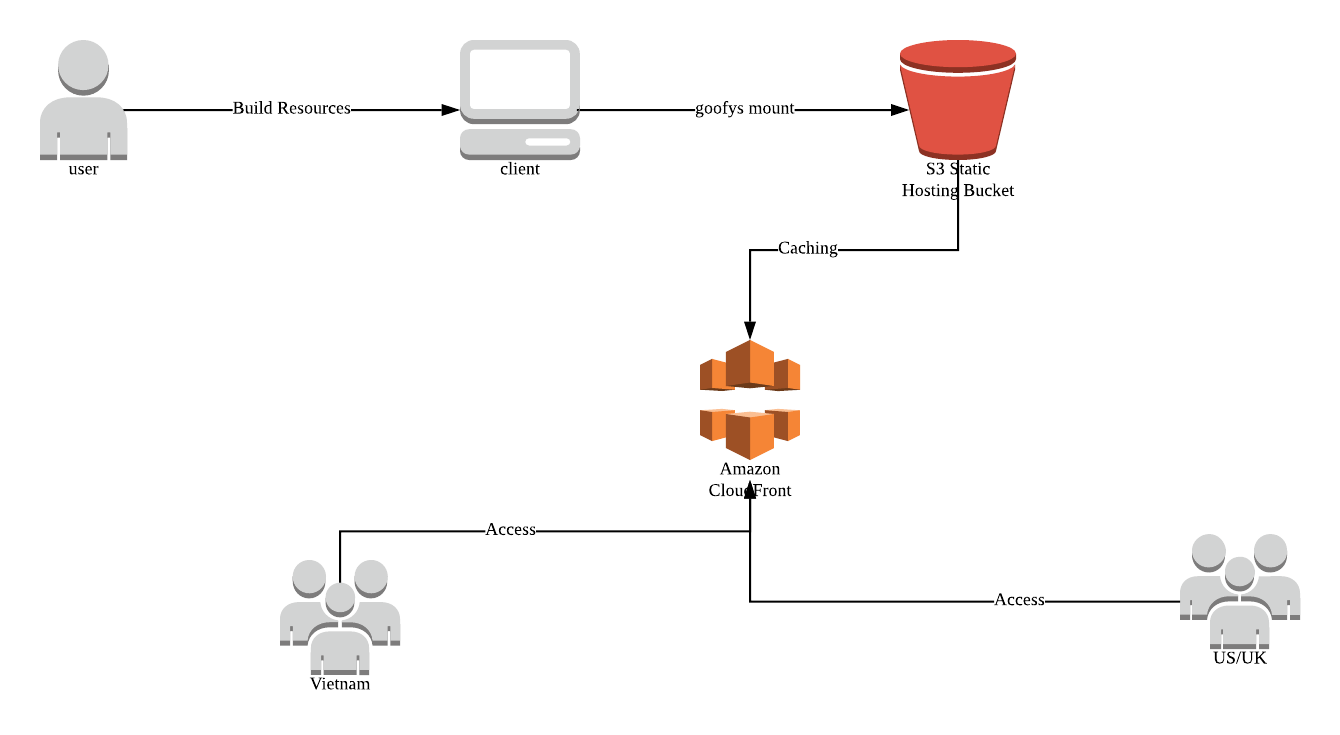 Build Resources
goofys mount
user
client
S3 Static
Hosting Bucket
Caching
Amazon
CloudFront
Access
Access
US/UK
Vietnam